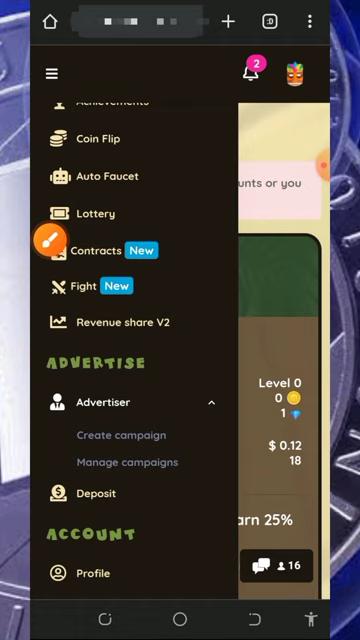 :D
2
Achievements
Coin Flip
Auto Faucet
unts or you
Lottery
Contracts New
Fight New
Revenue share V2
ADVERTISE
Level 0
Advertiser
0
1
Create campaign
$ 0.12
Manage campaigns
18
Deposit
arn 25%
ACCOUNT
16
Profile